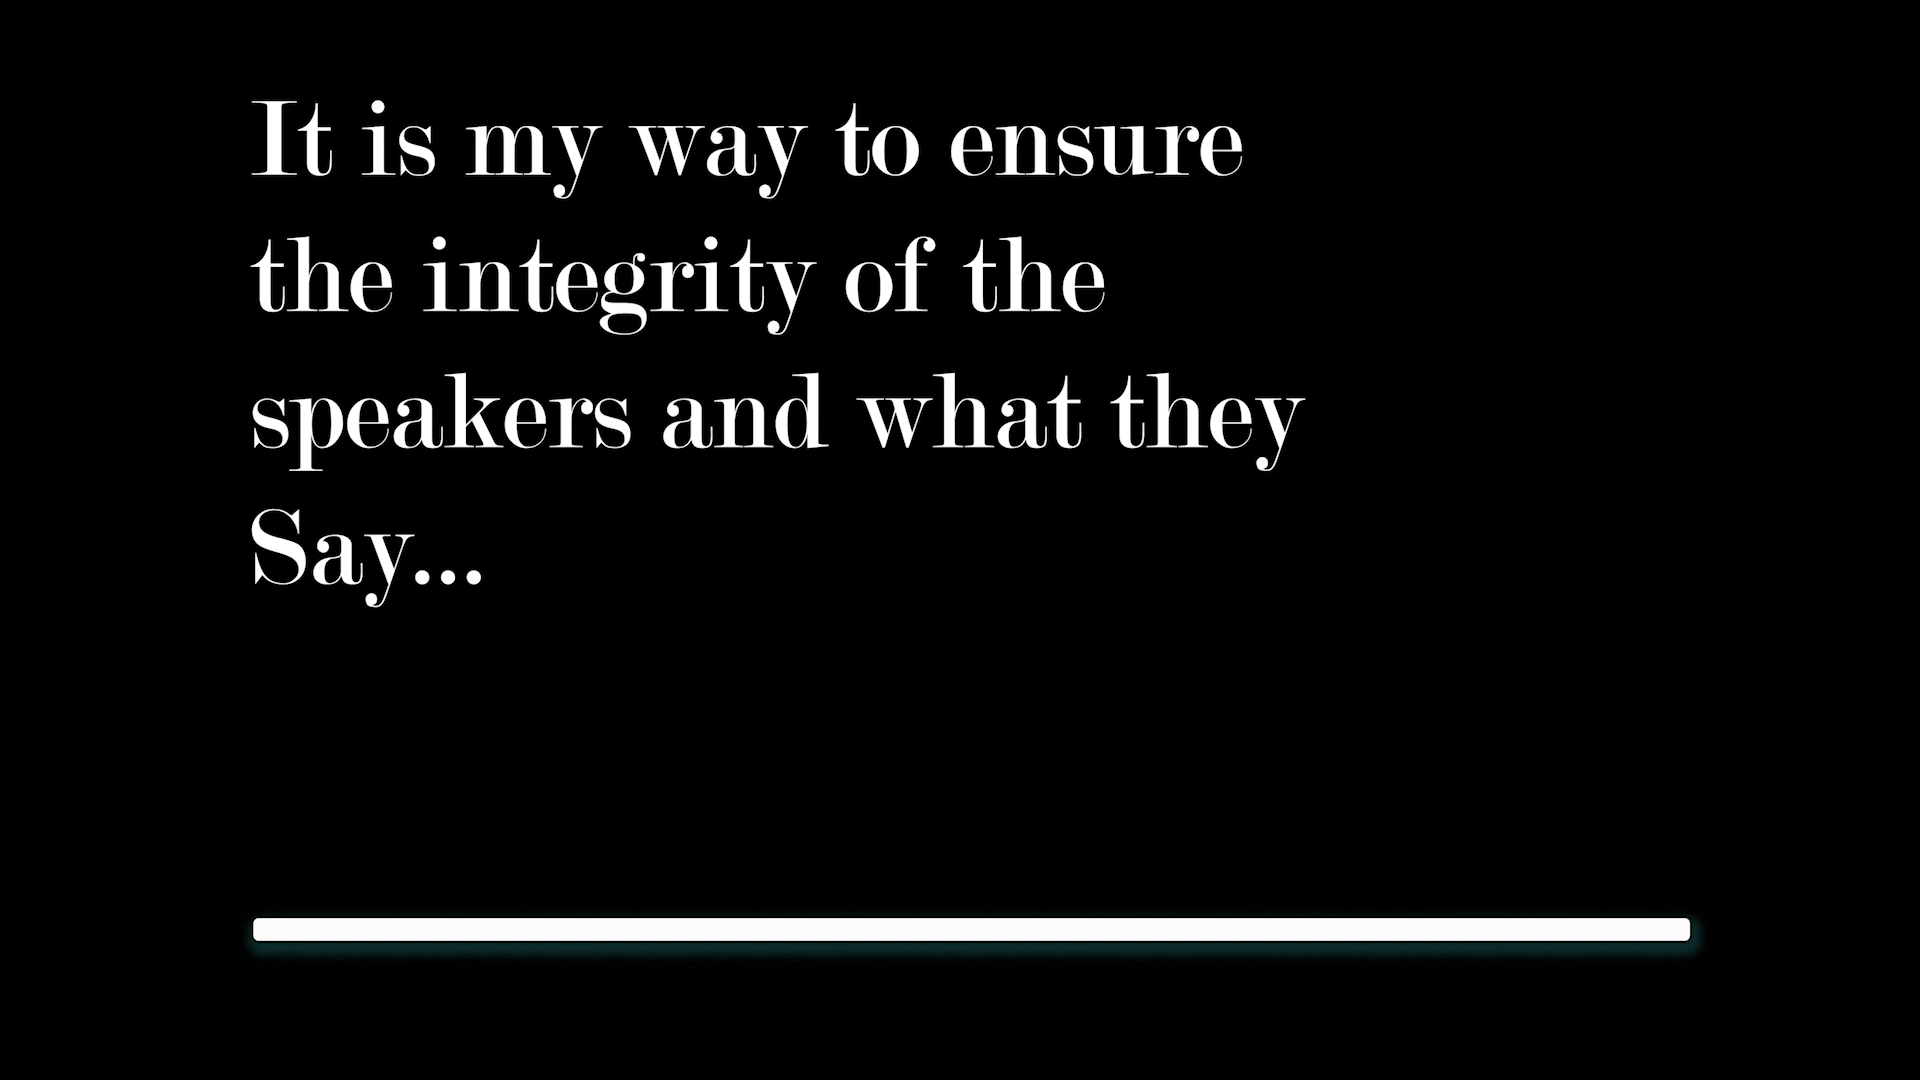 It is my way to ensure
the integrity of the
speakers and what they
Say...